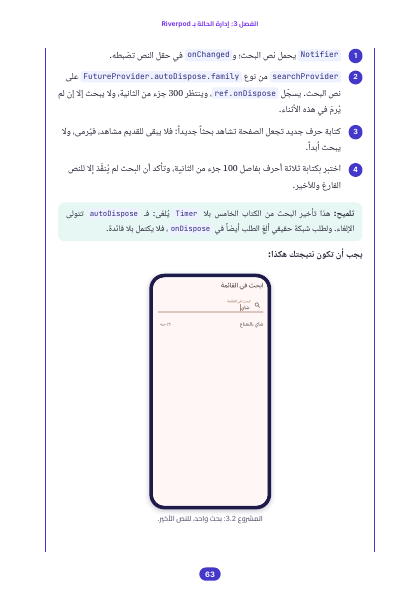 الفصل 3: إدارة الحالة بـ Riverpod
1 Notifier يحمل نص البحث؛ و onChanged في حقل النص تضبطه.
2 searchProvider من نوع FutureProvider.autoDispose.family على
نص البحث. يسجّل ref.onDispose، وينتظر 300 جزء من الثانية، ولا يبحث إلا إن لم
يُرمَ في هذه الأثناء.
3 كتابة حرف جديد تجعل الصفحة تشاهد بحثاً جديداً: فلا يبقى للقديم مشاهد، فيُرمى، ولا
يبحث أبداً.
4 اختبر بكتابة ثلاثة أحرف بفاصل 100 جزء من الثانية، وتأكد أن البحث لم يُنفَّذ إلا للنص
الفارغ وللأخير.
تلميح: هذا تأخير البحث من الكتاب الخامس بلا Timer يُلغى: فـ autoDispose تتولى
الإلغاء. ولطلب شبكة حقيقي ألغِ الطلب أيضاً في onDispose، فلا يكتمل بلا فائدة.
يجب أن تكون نتيجتك هكذا:
ابحث في القائمة
ابحث في القائمة
شاي
شاي بالنعناع
المشروع 3.2: بحث واحد، للنص الأخير.
63